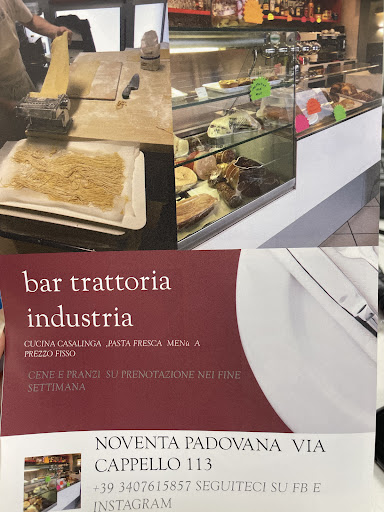 bar trattoria
industria
CUCINA CASALINGA ,PASTA FRESCA MENù A
PREZZO FISSO
CENE E PRANZI SU PRENOTAZIONE NEI FINE
SETTIMANA
NOVENTA PADOVANA VIA
CAPPELLO 113
+39 3407615857 SEGUITECI SU FB E
INSTAGRAM